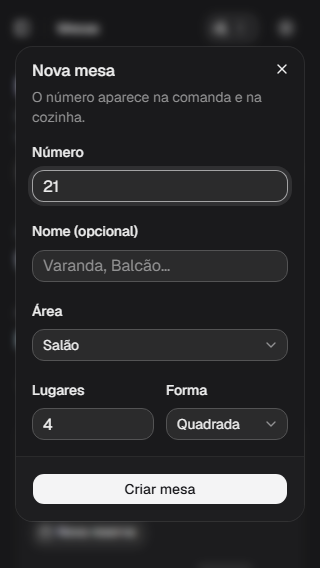 Nova mesa
O número aparece na comanda e na
cozinha.
Número
21
Nome (opcional)
Varanda, Balcão...
Área
Salão
Lugares Forma
4 Quadrada
Criar mesa